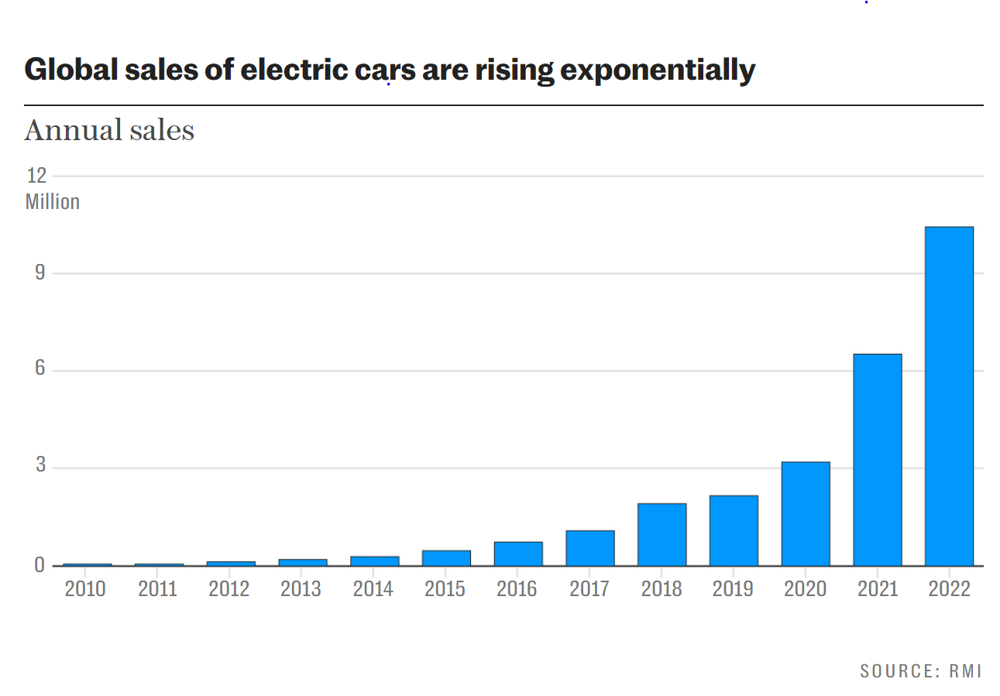 Global sales of electric cars are rising exponentially
Annual sales
12
Million
9
6
3
0
2010 2011 2012 2013 2014 2015 2016 2017 2018 2019 2020 2021 2022
SOURCE: RMI